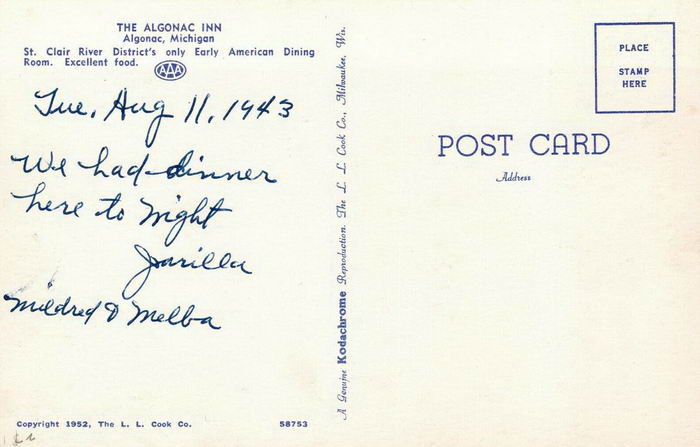 THE ALGONAC INN
Algonac, Michigan
St. Clair River District's only Early American Dining
Room. Excellent food.
AAA
Tue, Aug 11, 1943
We had dinner
here to night
Jarilla
Mildred & Melba
Copyright 1952, The L. L. Cook Co.
58753
A Genuine Kodachrome Reproduction. The L. L. Cook Co., Milwaukee, Wis.
PLACE
STAMP
HERE
POST CARD
Address